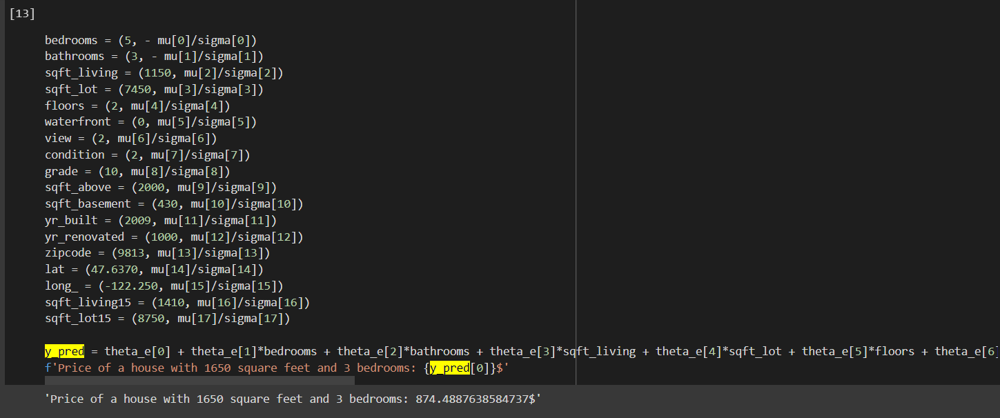 [13]
bedrooms = (5, - mu[0]/sigma[0])
bathrooms = (3, - mu[1]/sigma[1])
sqft_living = (1150, mu[2]/sigma[2])
sqft_lot = (7450, mu[3]/sigma[3])
floors = (2, mu[4]/sigma[4])
waterfront = (0, mu[5]/sigma[5])
view = (2, mu[6]/sigma[6])
condition = (2, mu[7]/sigma[7])
grade = (10, mu[8]/sigma[8])
sqft_above = (2000, mu[9]/sigma[9])
sqft_basement = (430, mu[10]/sigma[10])
yr_built = (2009, mu[11]/sigma[11])
yr_renovated = (1000, mu[12]/sigma[12])
zipcode = (9813, mu[13]/sigma[13])
lat = (47.6370, mu[14]/sigma[14])
long_ = (-122.250, mu[15]/sigma[15])
sqft_living15 = (1410, mu[16]/sigma[16])
sqft_lot15 = (8750, mu[17]/sigma[17])
y_pred = theta_e[0] + theta_e[1]*bedrooms + theta_e[2]*bathrooms + theta_e[3]*sqft_living + theta_e[4]*sqft_lot + theta_e[5]*floors + theta_e[6]
f'Price of a house with 1650 square feet and 3 bedrooms: {y_pred[0]}$'
'Price of a house with 1650 square feet and 3 bedrooms: 874.4887638584737$'